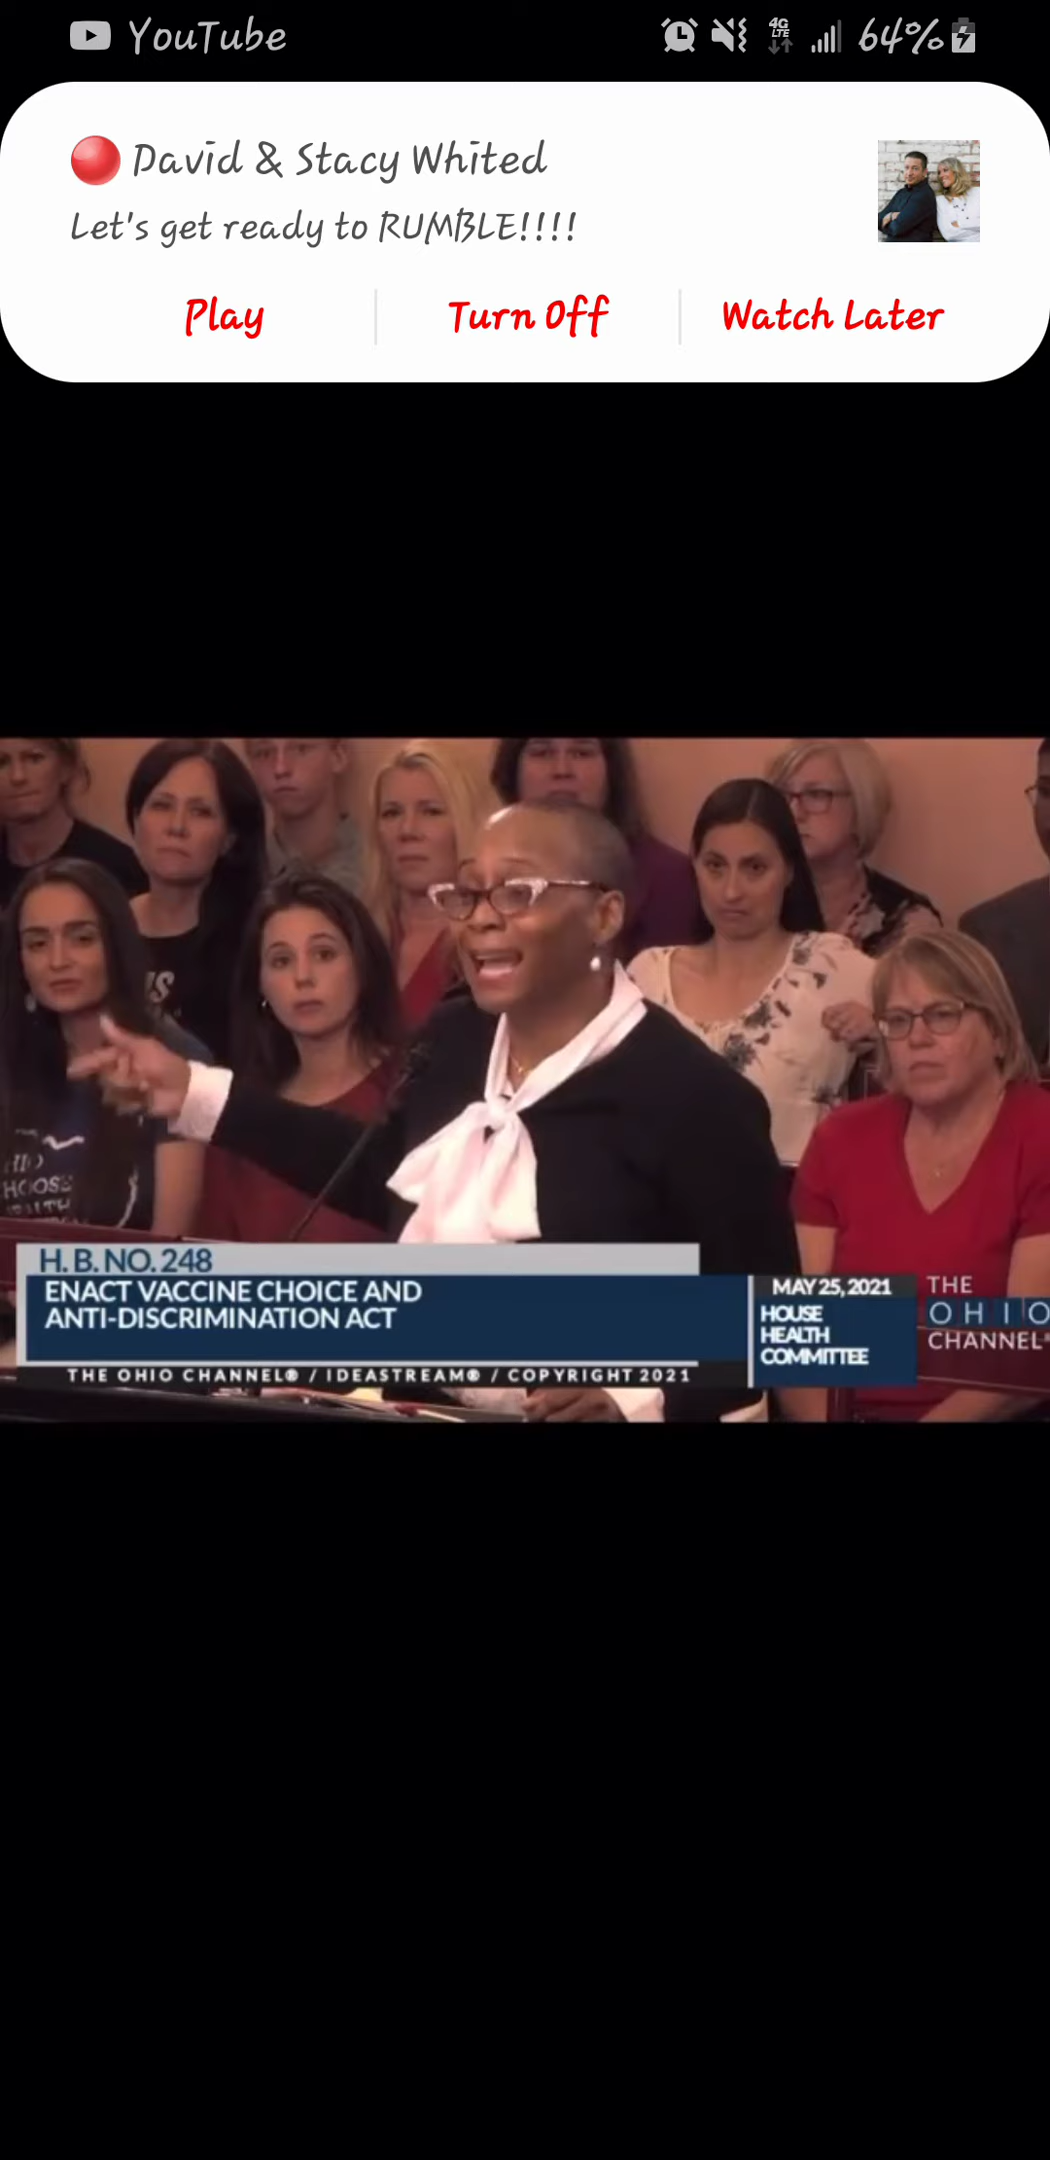 YouTube
4G
LTE
64%
David & Stacy Whited
Let's get ready to RUMBLE!!!!
Play
Turn Off
Watch Later
H. B. NO. 248
ENACT VACCINE CHOICE AND
ANTI-DISCRIMINATION ACT
MAY 25, 2021
HOUSE
HEALTH
COMMITTEE
THE
OHIO
CHANNEL®
THE OHIO CHANNEL® / IDEASTREAM® / COPYRIGHT 2021